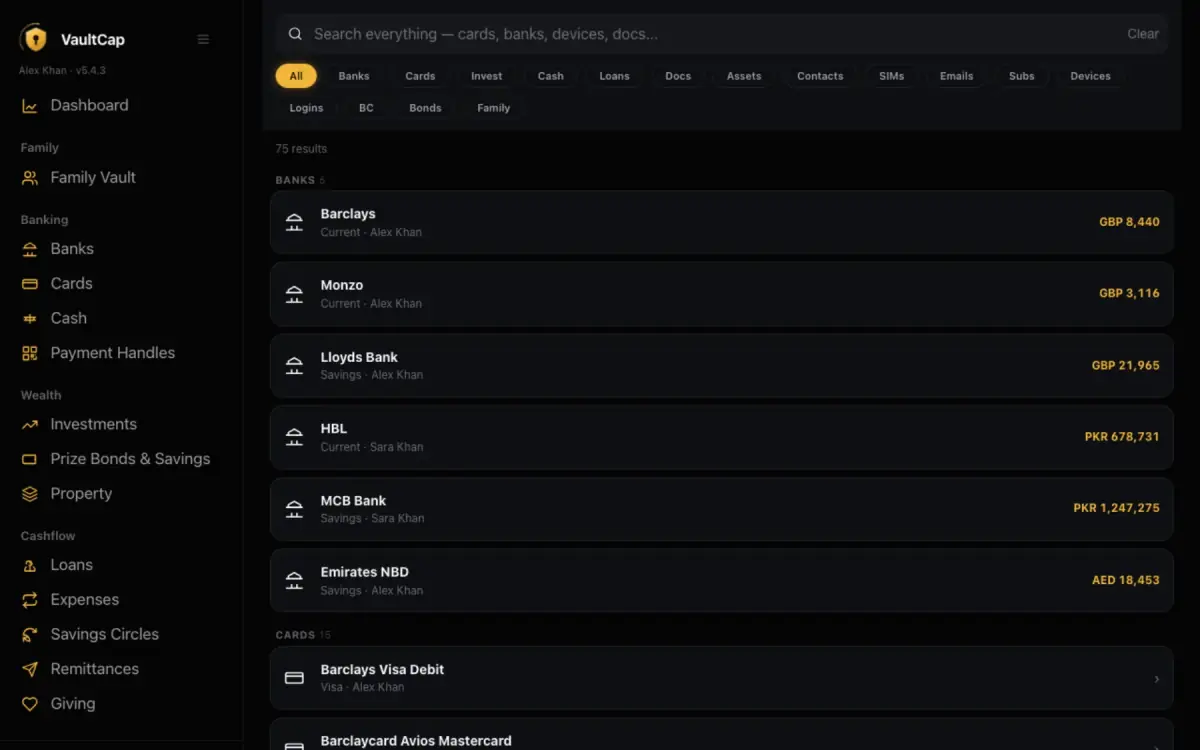 VaultCap
Alex Khan · v5.4.3
Dashboard
Family
Family Vault
Banking
Banks
Cards
Cash
Payment Handles
Wealth
Investments
Prize Bonds & Savings
Property
Cashflow
Loans
Expenses
Savings Circles
Remittances
Giving
Search everything — cards, banks, devices, docs...
Clear
All Banks Cards Invest Cash Loans Docs Assets Contacts SIMs Emails Subs Devices
Logins BC Bonds Family
75 results
BANKS 6
Barclays
Current · Alex Khan
GBP 8,440
Monzo
Current · Alex Khan
GBP 3,116
Lloyds Bank
Savings · Alex Khan
GBP 21,965
HBL
Current · Sara Khan
PKR 678,731
MCB Bank
Savings · Sara Khan
PKR 1,247,275
Emirates NBD
Savings · Alex Khan
AED 18,453
CARDS 15
Barclays Visa Debit
Visa · Alex Khan
Barclaycard Avios Mastercard